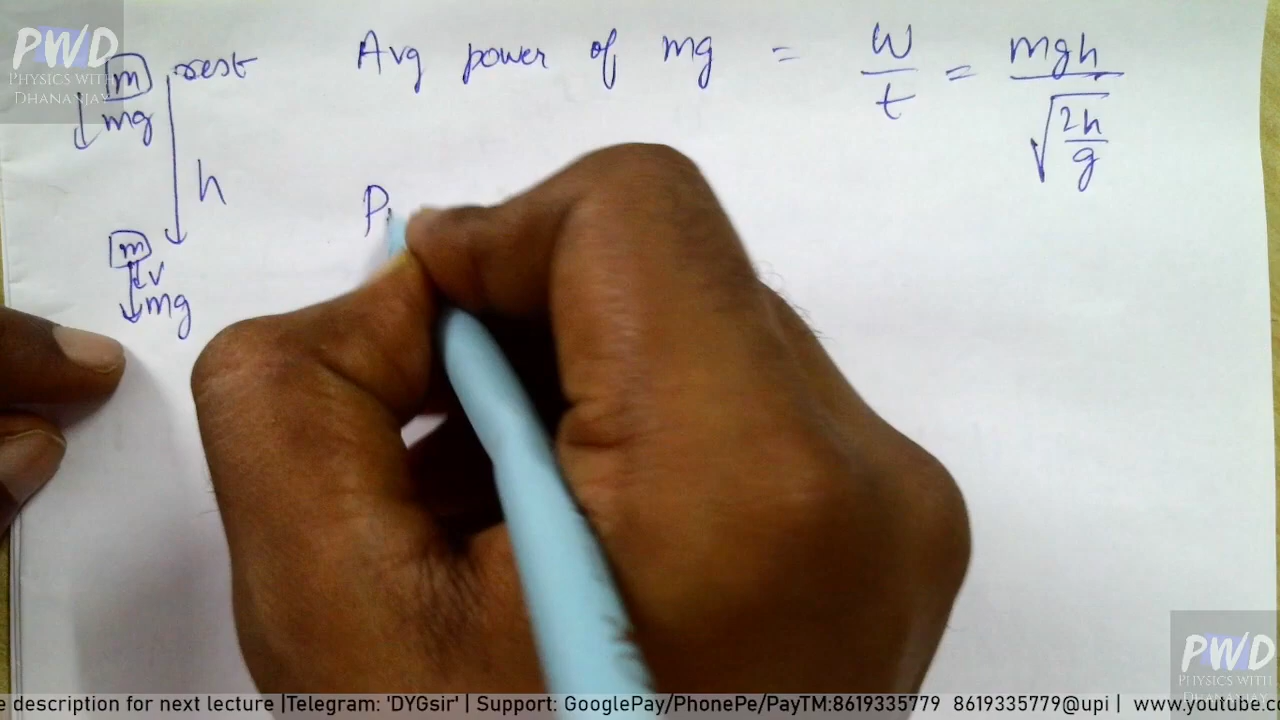 PWD
PHYSICS WITH
DHANANJAY
m rest
mg
h
m
v
mg
Avg power of mg = W/t = mgh/√(2h/g)
P
PWD
PHYSICS WITH
DHANANJAY
e description for next lecture |Telegram: 'DYGsir' | Support: GooglePay/PhonePe/PayTM:8619335779 8619335779@upi | www.youtube.c